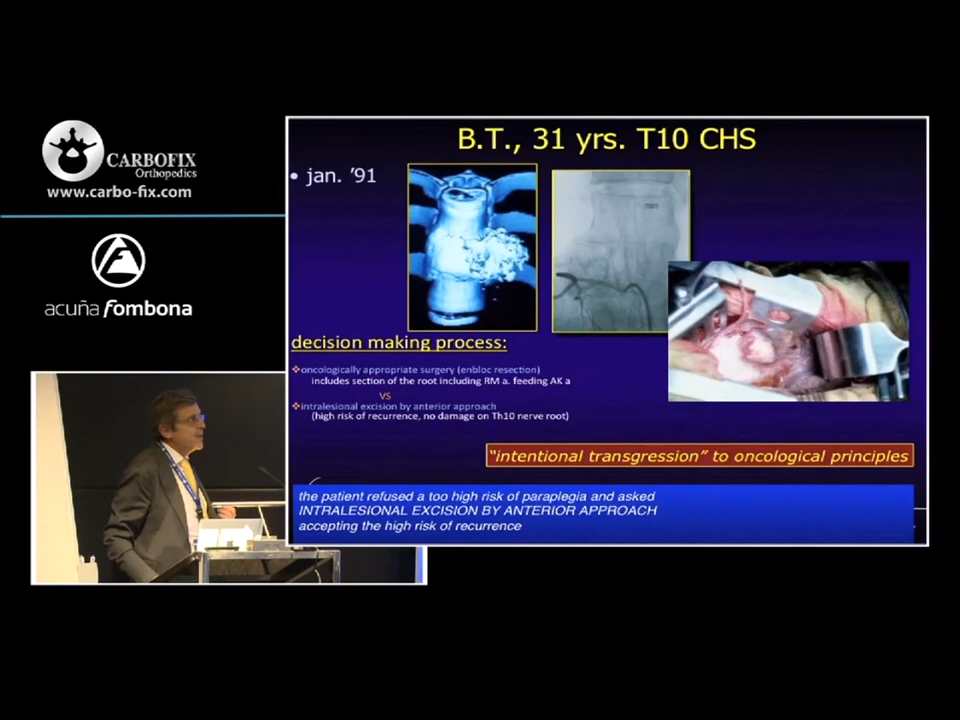 CARBOFIX
Orthopedics
www.carbo-fix.com
acuña fombona
B.T., 31 yrs. T10 CHS
• jan. '91
decision making process:
❖oncologically appropriate surgery (enbloc resection)
includes section of the root including RM a. feeding AK a
VS
❖intralesional excision by anterior approach
(high risk of recurrence, no damage on Th10 nerve root)
"intentional transgression" to oncological principles
the patient refused a too high risk of paraplegia and asked
INTRALESIONAL EXCISION BY ANTERIOR APPROACH
accepting the high risk of recurrence